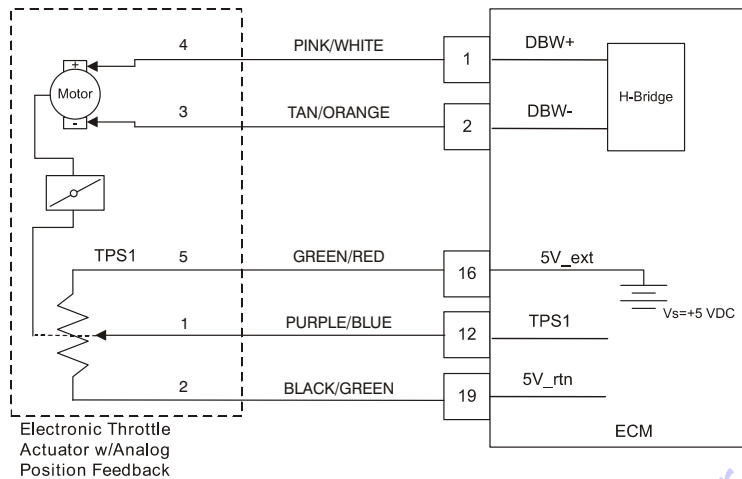 4 PINK/WHITE 1 DBW+
+
Motor
-
H-Bridge
3 TAN/ORANGE 2 DBW-
TPS1 5 GREEN/RED 16 5V_ext
Vs=+5 VDC
1 PURPLE/BLUE 12 TPS1
2 BLACK/GREEN 19 5V_rtn
ECM
Electronic Throttle
Actuator w/Analog
Position Feedback